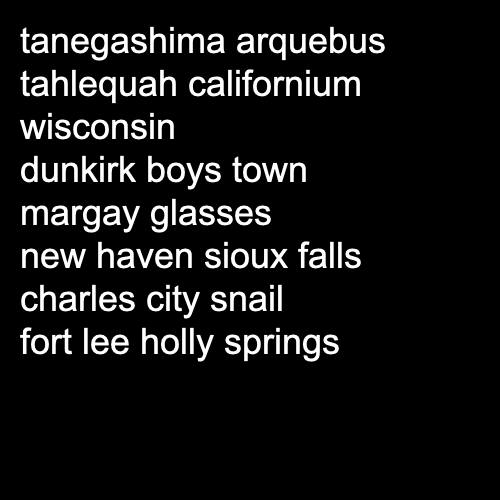 tanegashima arquebus
tahlequah californium
wisconsin
dunkirk boys town
margay glasses
new haven sioux falls
charles city snail
fort lee holly springs